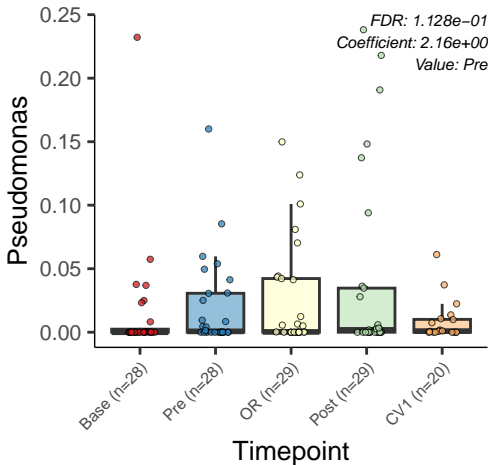 FDR: 1.128e−01
Coefficient: 2.16e+00
Value: Pre
Pseudomonas
0.25
0.20
0.15
0.10
0.05
0.00
Base (n=28)
Pre (n=28)
OR (n=29)
Post (n=29)
CV1 (n=20)
Timepoint